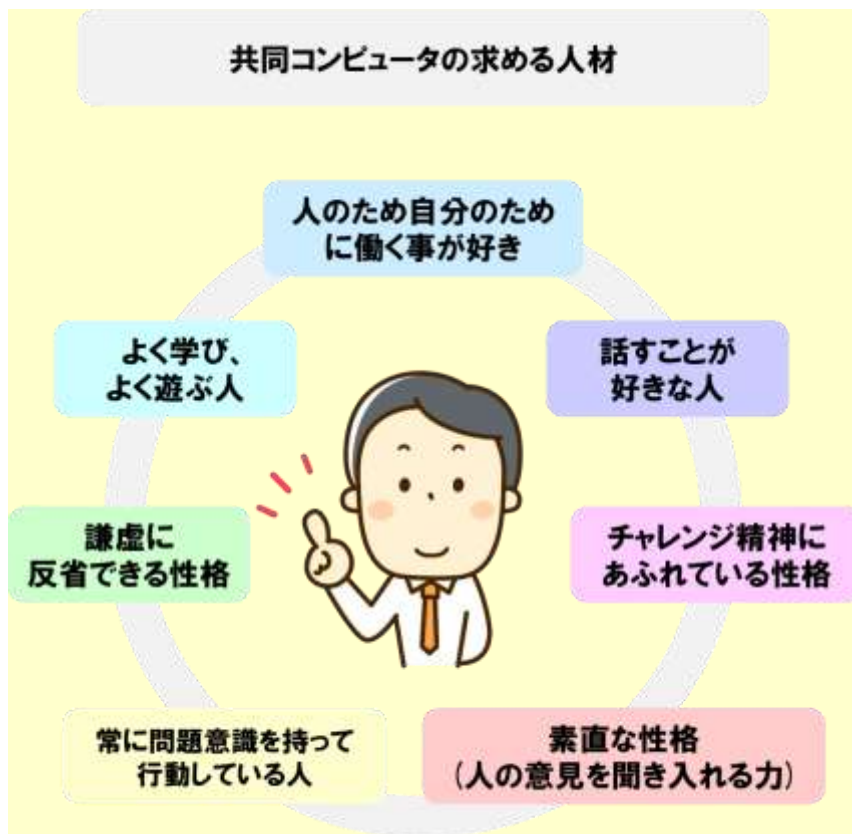 共同コンピュータの求める人材
人のため自分のため
に働く事が好き
よく学び、
よく遊ぶ人
話すことが
好きな人
謙虚に
反省できる性格
チャレンジ精神に
あふれている性格
常に問題意識を持って
行動している人
素直な性格
(人の意見を聞き入れる力)